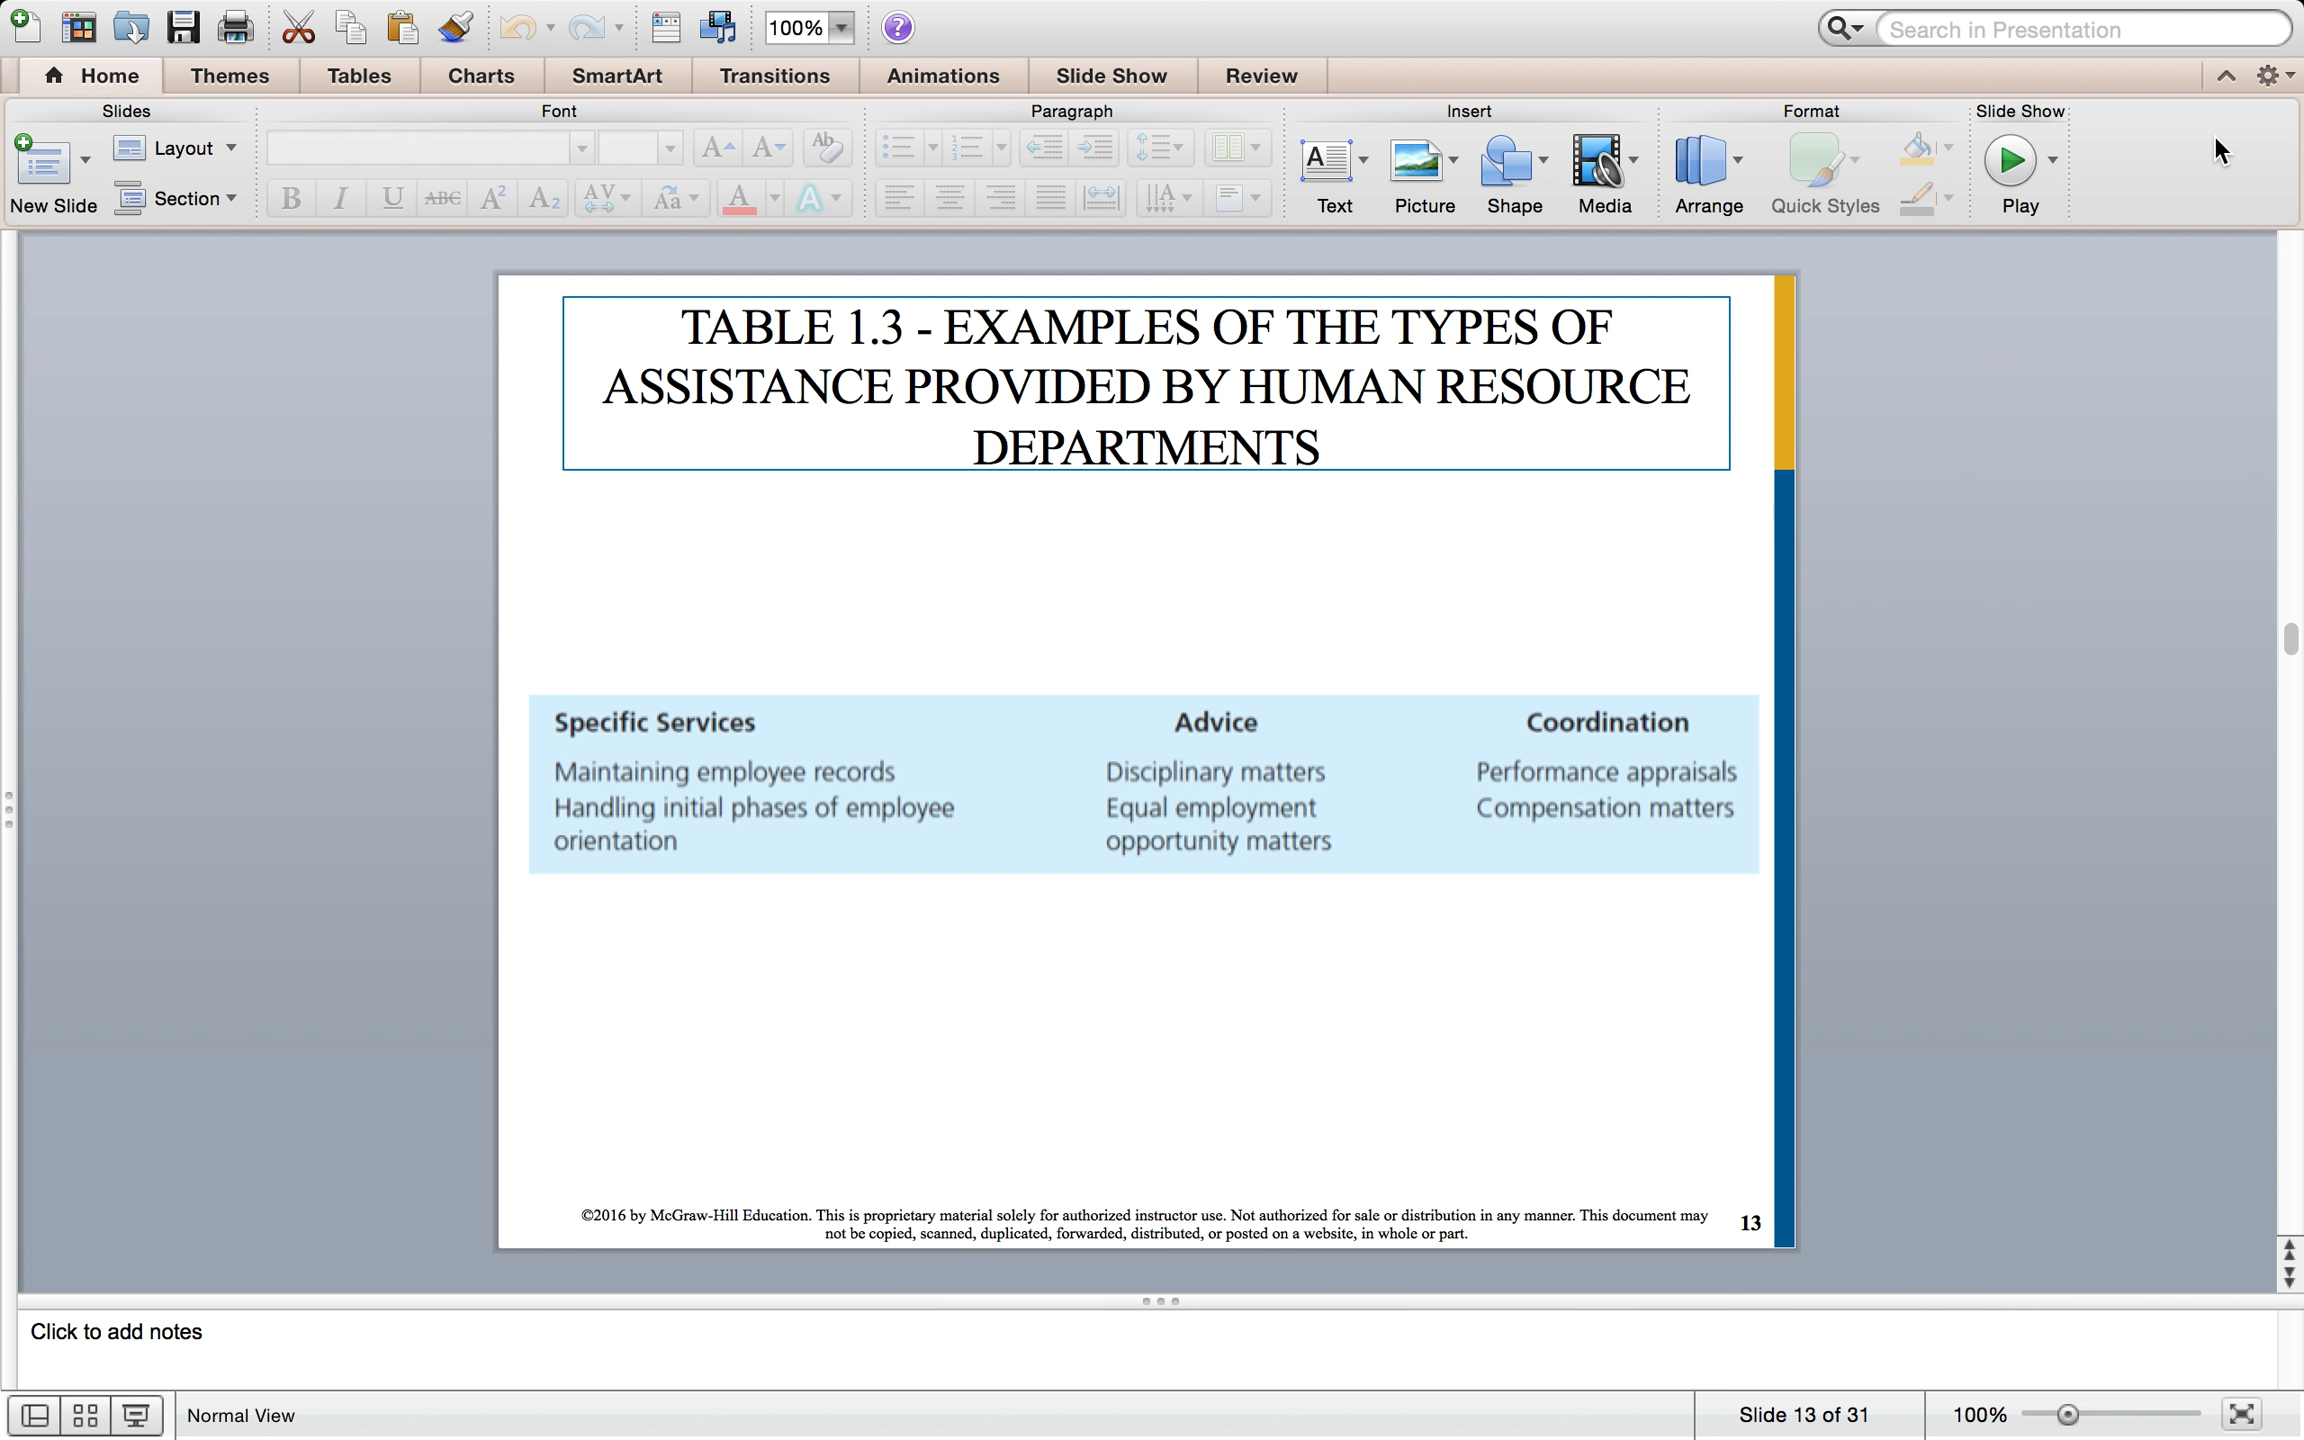 100%
Search in Presentation
Home Themes Tables Charts SmartArt Transitions Animations Slide Show Review
Slides Font Paragraph Insert Format Slide Show
Layout
Section
New Slide
Text Picture Shape Media Arrange Quick Styles Play
TABLE 1.3 - EXAMPLES OF THE TYPES OF
ASSISTANCE PROVIDED BY HUMAN RESOURCE
DEPARTMENTS
Specific Services Advice Coordination
Maintaining employee records Disciplinary matters Performance appraisals
Handling initial phases of employee Equal employment Compensation matters
orientation opportunity matters
©2016 by McGraw-Hill Education. This is proprietary material solely for authorized instructor use. Not authorized for sale or distribution in any manner. This document may
not be copied, scanned, duplicated, forwarded, distributed, or posted on a website, in whole or part.
13
Click to add notes
Normal View Slide 13 of 31 100%